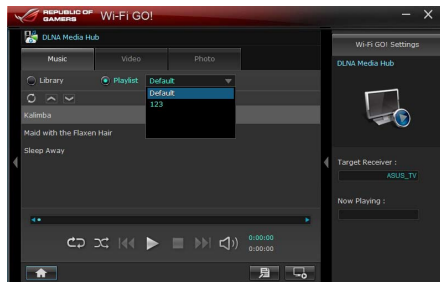 REPUBLIC OF
GAMERS
Wi-Fi GO!
DLNA Media Hub
Music
Video
Photo
Library
Playlist
Default
Default
123
Kalimba
Maid with the Flaxen Hair
Sleep Away
0:00:00
0:00:00
Wi-Fi GO! Settings
DLNA Media Hub
Target Receiver :
ASUS_TV
Now Playing :